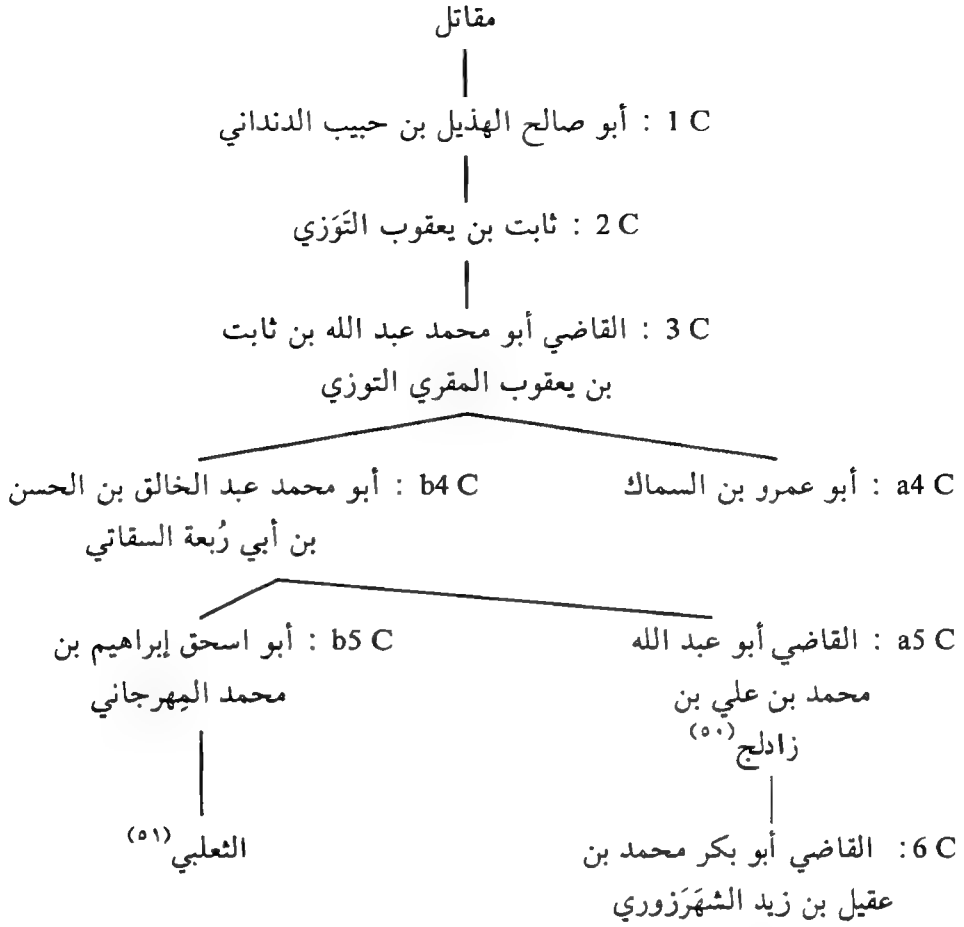 مقاتل
1 C : أبو صالح الهذيل بن حبيب الدنداني
2 C : ثابت بن يعقوب التَوَزي
3 C : القاضي أبو محمد عبد الله بن ثابت
بن يعقوب المقري التوزي
a4 C : أبو عمرو بن السماك
b4 C : أبو محمد عبد الخالق بن الحسن
بن أبي رُبعة السقاتي
a5 C : القاضي أبو عبد الله
محمد بن علي بن
زادلج(٥٠)
b5 C : أبو اسحق إبراهيم بن
محمد المِهرجاني
6 C: القاضي أبو بكر محمد بن
عقيل بن زيد الشهَرَزوري
الثعلبي(٥١)